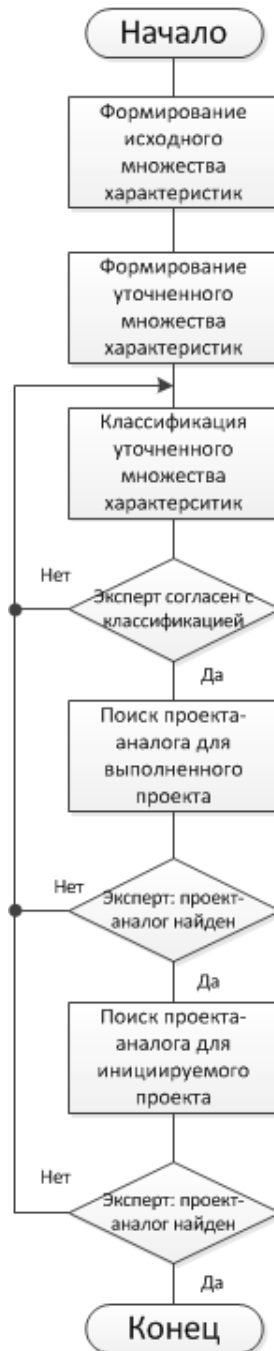 Начало
Формирование
исходного
множества
характеристик
Формирование
уточненного
множества
характеристик
Классификация
уточненного
множества
характерситик
Нет
Эксперт согласен с
классификацией
Да
Поиск проекта-
аналога для
выполненного
проекта
Нет
Эксперт: проект-
аналог найден
Да
Поиск проекта-
аналога для
инициируемого
проекта
Нет
Эксперт: проект-
аналог найден
Да
Конец